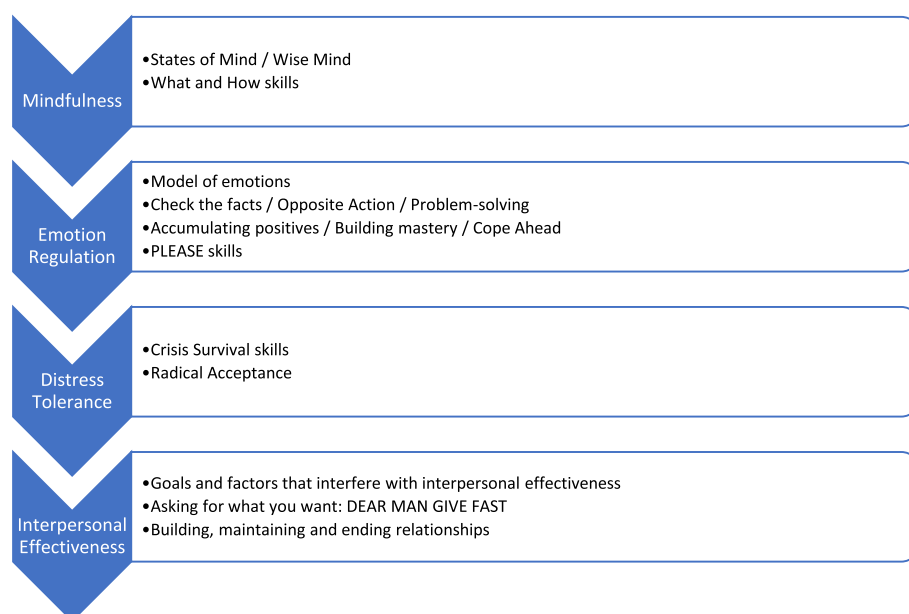 Mindfulness
•States of Mind / Wise Mind
•What and How skills
Emotion
Regulation
•Model of emotions
•Check the facts / Opposite Action / Problem-solving
•Accumulating positives / Building mastery / Cope Ahead
•PLEASE skills
Distress
Tolerance
•Crisis Survival skills
•Radical Acceptance
Interpersonal
Effectiveness
•Goals and factors that interfere with interpersonal effectiveness
•Asking for what you want: DEAR MAN GIVE FAST
•Building, maintaining and ending relationships